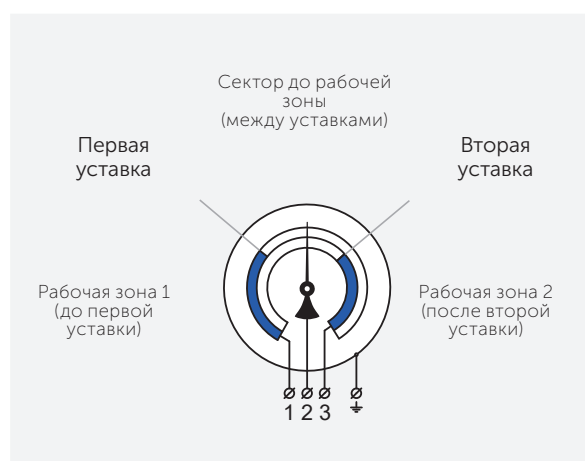 Сектор до рабочей
зоны
(между уставками)
Первая
уставка
Вторая
уставка
Рабочая зона 1
(до первой
уставки)
Рабочая зона 2
(после второй
уставки)
1 2 3